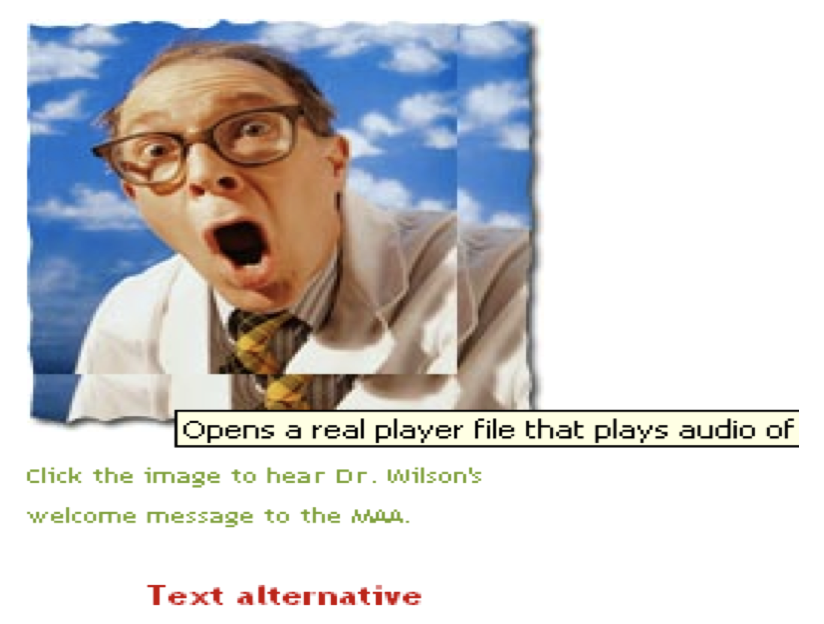 Opens a real player file that plays audio of
Click the image to hear Dr. Wilson's
welcome message to the MAA.
Text alternative